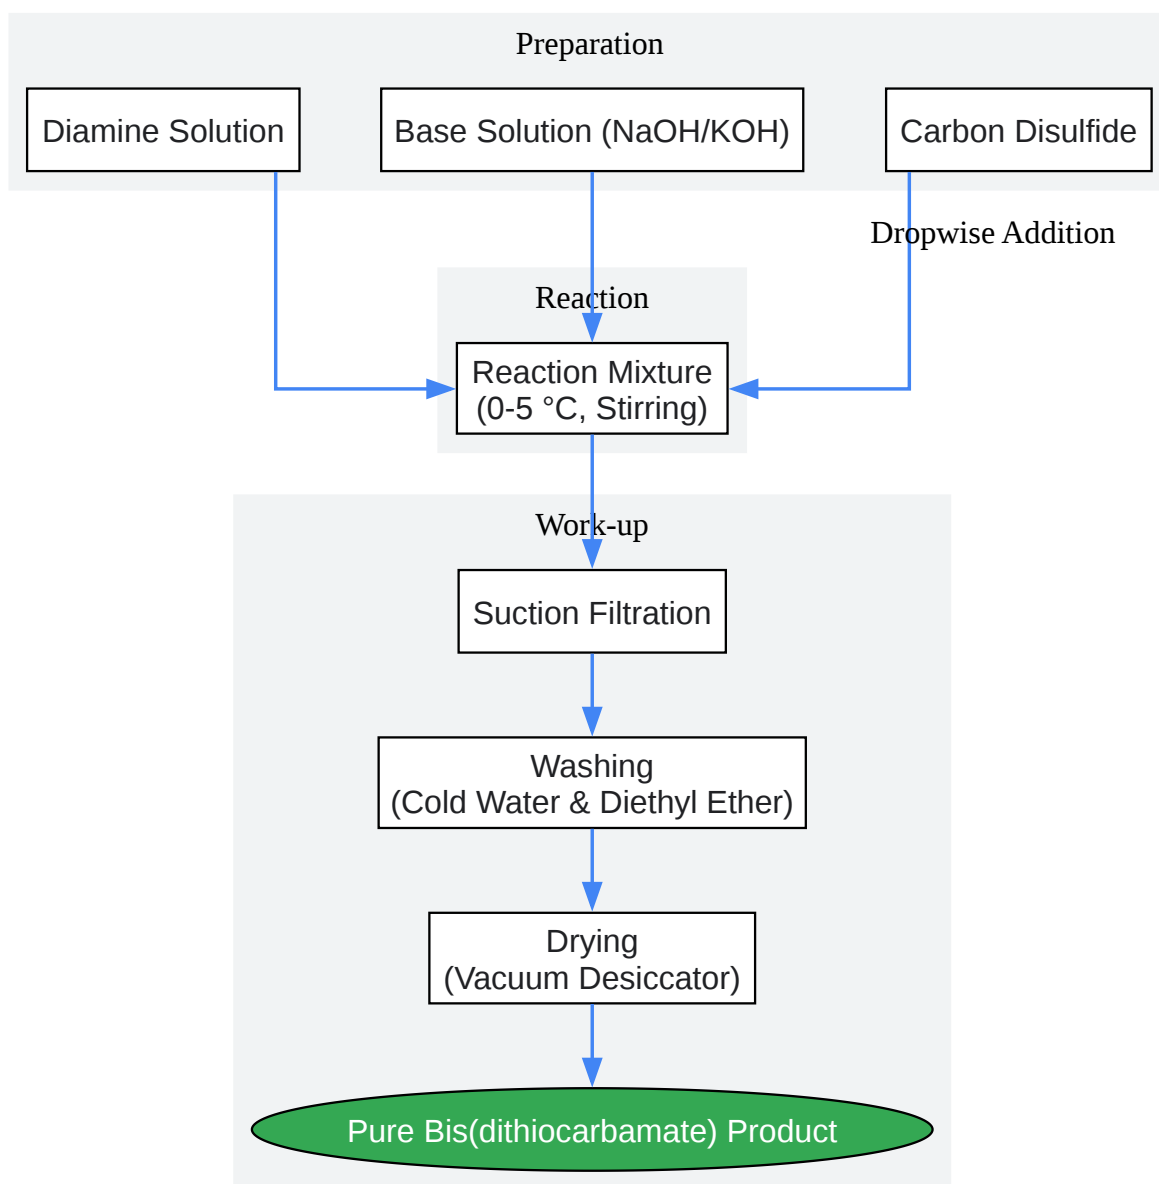 Preparation
Diamine Solution
Base Solution (NaOH/KOH)
Carbon Disulfide
Dropwise Addition
Reaction
Reaction Mixture
(0-5 °C, Stirring)
Work-up
Suction Filtration
Washing
(Cold Water & Diethyl Ether)
Drying
(Vacuum Desiccator)
Pure Bis(dithiocarbamate) Product